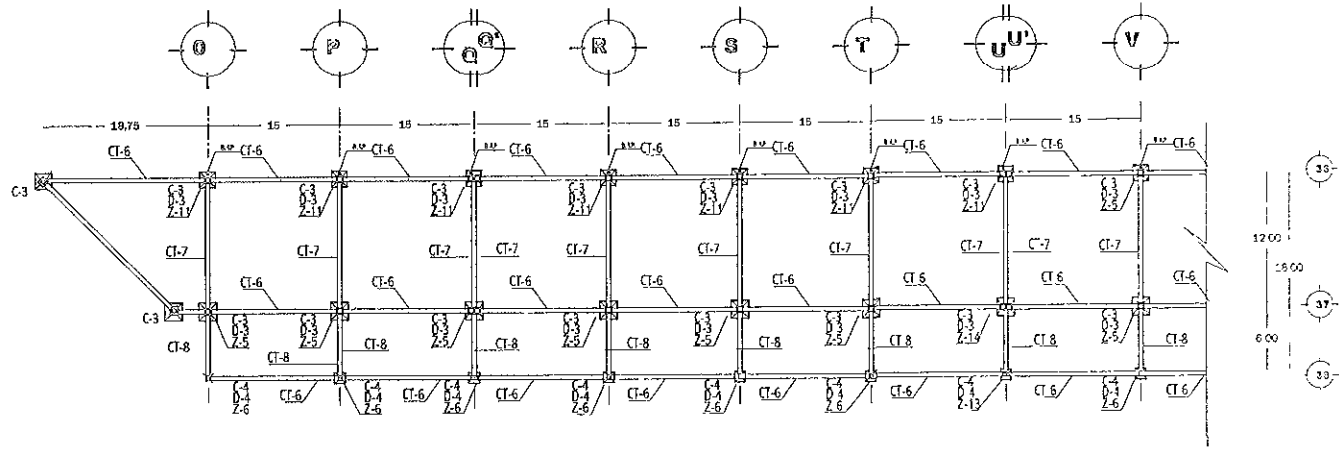 O P Q Q' R S T U U' V
19,75 15 15 15 15 15 15 15
CT-6 CT-6 CT-6 CT-6 CT-6 CT-6 CT-6 CT-6 CT-6
36
C-3
C-3 C-3 C-3 C-3 C-3 C-3 C-3 C-3
D-3 D-3 D-3 D-3 D-3 D-3 D-3 D-3
Z-11 Z-11 Z-11 Z-11 Z-11 Z-11 Z-11 Z-5
12 00
CT-7 CT-7 CT-7 CT-7 CT-7 CT-7 CT-7 CT-7
18 00
CT-6 CT-6 CT-6 CT-6 CT-6 CT 6 CT-6 CT 6
37
C-3
C-3 C-3 C-3 C-3 C-3 C-3 C-3 C-3
D-3 D-3 D-3 D-3 D-3 D-3 D-3 D-3
Z-5 Z-5 Z-5 Z-5 Z-5 Z-5 Z-14 Z-5
6 00
CT-8 CT-8 CT-8 CT-8 CT-8 CT-8 CT 8 CT 8 CT-8
38
C-4 C-4 C-4 C-4 C-4 C-4 C-4 C-4
D-4 D-4 D-4 D-4 D-4 D 4 D 4 D-4
Z-6 Z-6 Z-6 Z-6 Z-6 Z 6 Z-13 Z-6
CT-6 CT-6 CT-6 CT-6 CT-6 CT 6 CT 6 CT 6